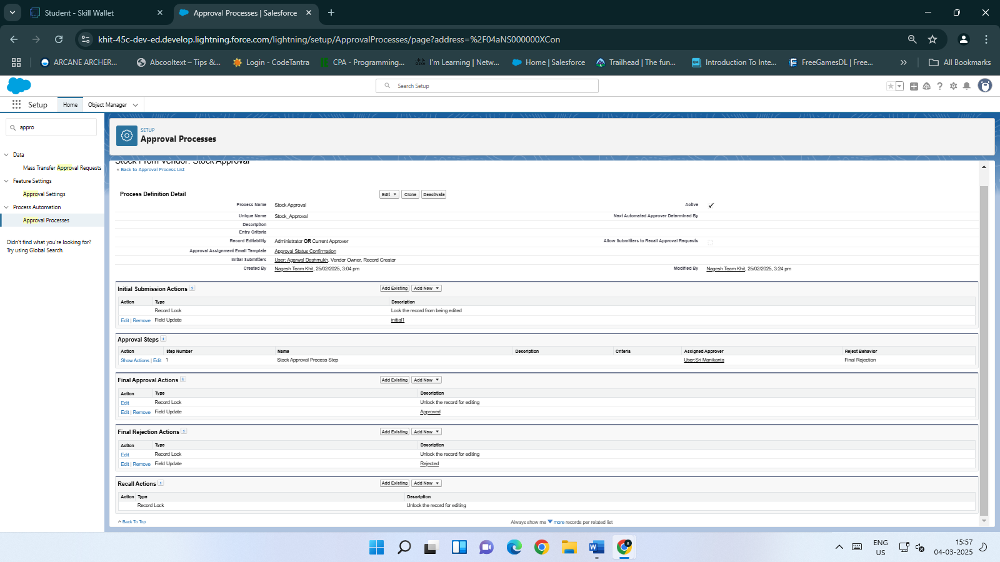 Student - Skill Wallet
Approval Processes | Salesforce
khit-45c-dev-ed.develop.lightning.force.com/lightning/setup/ApprovalProcesses/page?address=%2F04aNS000000XCon
ARCANE ARCHER...
Abcooltext – Tips &...
Login - CodeTantra
CPA - Programming...
I'm Learning | Netw...
Home | Salesforce
Trailhead | The fun...
Introduction To Inte...
FreeGamesDL | Free...
All Bookmarks
Search Setup
Setup
Home
Object Manager
appro
Data
Mass Transfer Approval Requests
Feature Settings
Approval Settings
Process Automation
Approval Processes
Didn't find what you're looking for?
Try using Global Search.
SETUP
Approval Processes
Stock From Vendor: Stock Approval
« Back to Approval Process List
Process Definition Detail
Edit Clone Deactivate
Process Name Stock Approval Active
Unique Name Stock_Approval Next Automated Approver Determined By
Description
Entry Criteria
Record Editability Administrator OR Current Approver Allow Submitters to Recall Approval Requests
Approval Assignment Email Template Approval Status Confirmation
Initial Submitters User: Agarwal Deshmukh, Vendor Owner, Record Creator
Created By Nagesh Team Khit, 25/02/2025, 3:04 pm Modified By Nagesh Team Khit, 25/02/2025, 3:24 pm
Initial Submission Actions i Add Existing Add New
Action Type Description
Record Lock Lock the record from being edited
Edit | Remove Field Update initial1
Approval Steps i
Action Step Number Name Description Criteria Assigned Approver Reject Behavior
Show Actions | Edit 1 Stock Approval Process Step User:Sri Manikanta Final Rejection
Final Approval Actions i Add Existing Add New
Action Type Description
Edit Record Lock Unlock the record for editing
Edit | Remove Field Update Approved
Final Rejection Actions i Add Existing Add New
Action Type Description
Edit Record Lock Unlock the record for editing
Edit | Remove Field Update Rejected
Recall Actions i Add Existing Add New
Action Type Description
Record Lock Unlock the record for editing
^ Back To Top Always show me more records per related list
ENG
US
15:57
04-03-2025